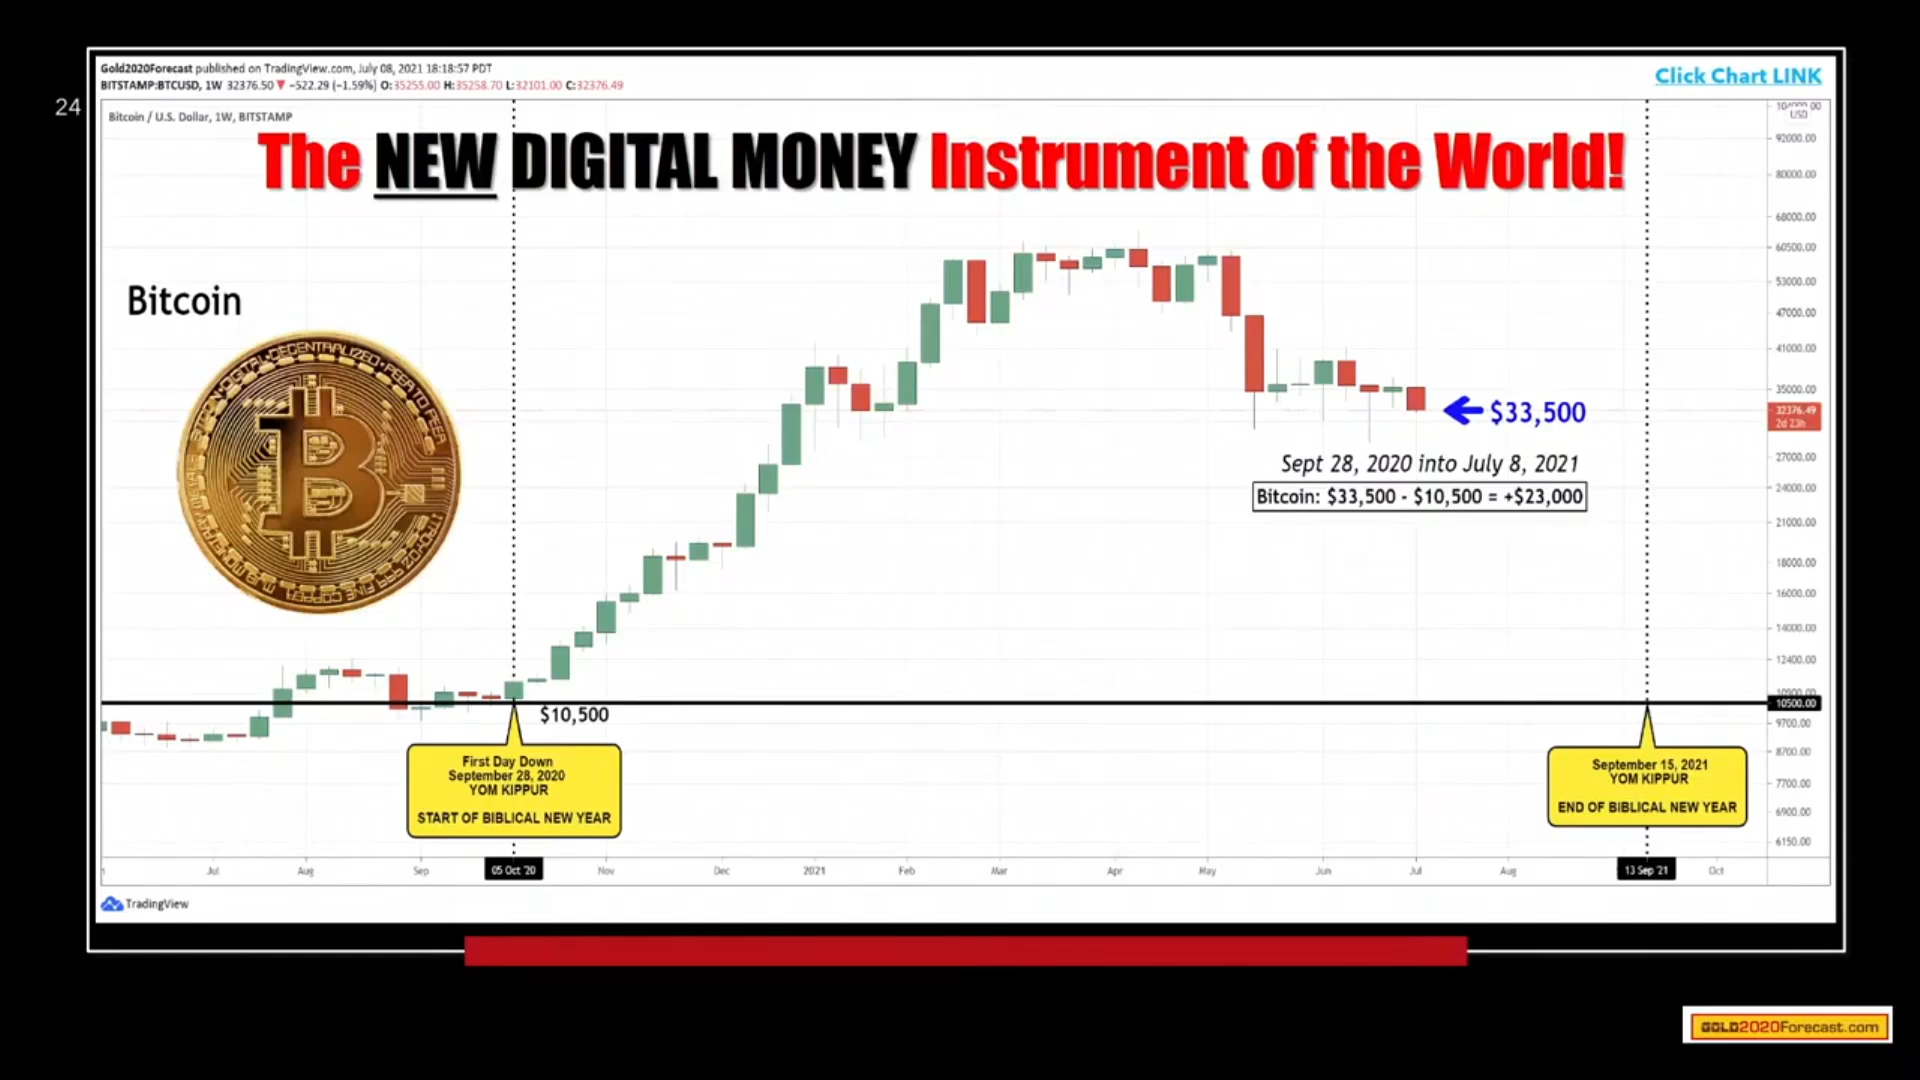 24
Gold2020Forecast published on TradingView.com, July 08, 2021 18:18:57 PDT
BITSTAMP:BTCUSD, 1W 32376.50 ▼ −522.29 (−1.59%) O:35255.00 H:35258.70 L:32101.00 C:32376.49
Click Chart LINK
Bitcoin / U.S. Dollar, 1W, BITSTAMP
The NEW DIGITAL MONEY Instrument of the World!
USD
92000.00
80000.00
68000.00
60500.00
53000.00
47000.00
41000.00
35000.00
32376.49
2d 23h
27000.00
24000.00
21000.00
18000.00
16000.00
14000.00
12400.00
10500.00
9700.00
8700.00
7700.00
6900.00
6150.00
Bitcoin
DIGITAL • DECENTRALIZED • PEER TO PEER
$33,500
Sept 28, 2020 into July 8, 2021
Bitcoin: $33,500 - $10,500 = +$23,000
$10,500
First Day Down
September 28, 2020
YOM KIPPUR
START OF BIBLICAL NEW YEAR
September 15, 2021
YOM KIPPUR
END OF BIBLICAL NEW YEAR
Jul Aug Sep 05 Oct '20 Nov Dec 2021 Feb Mar Apr May Jun Jul Aug 13 Sep '21 Oct
TradingView
GOLD2020Forecast.com